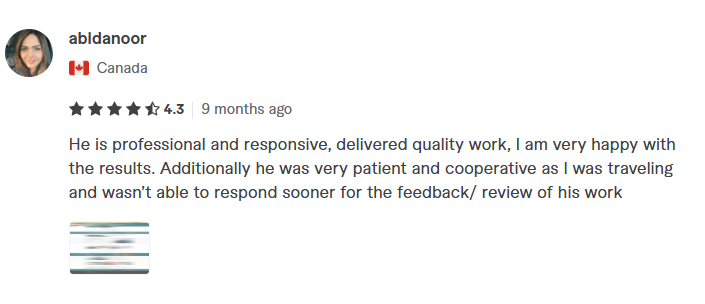 abidanoor
Canada
4.3 9 months ago
He is professional and responsive, delivered quality work, I am very happy with
the results. Additionally he was very patient and cooperative as I was traveling
and wasn't able to respond sooner for the feedback/ review of his work